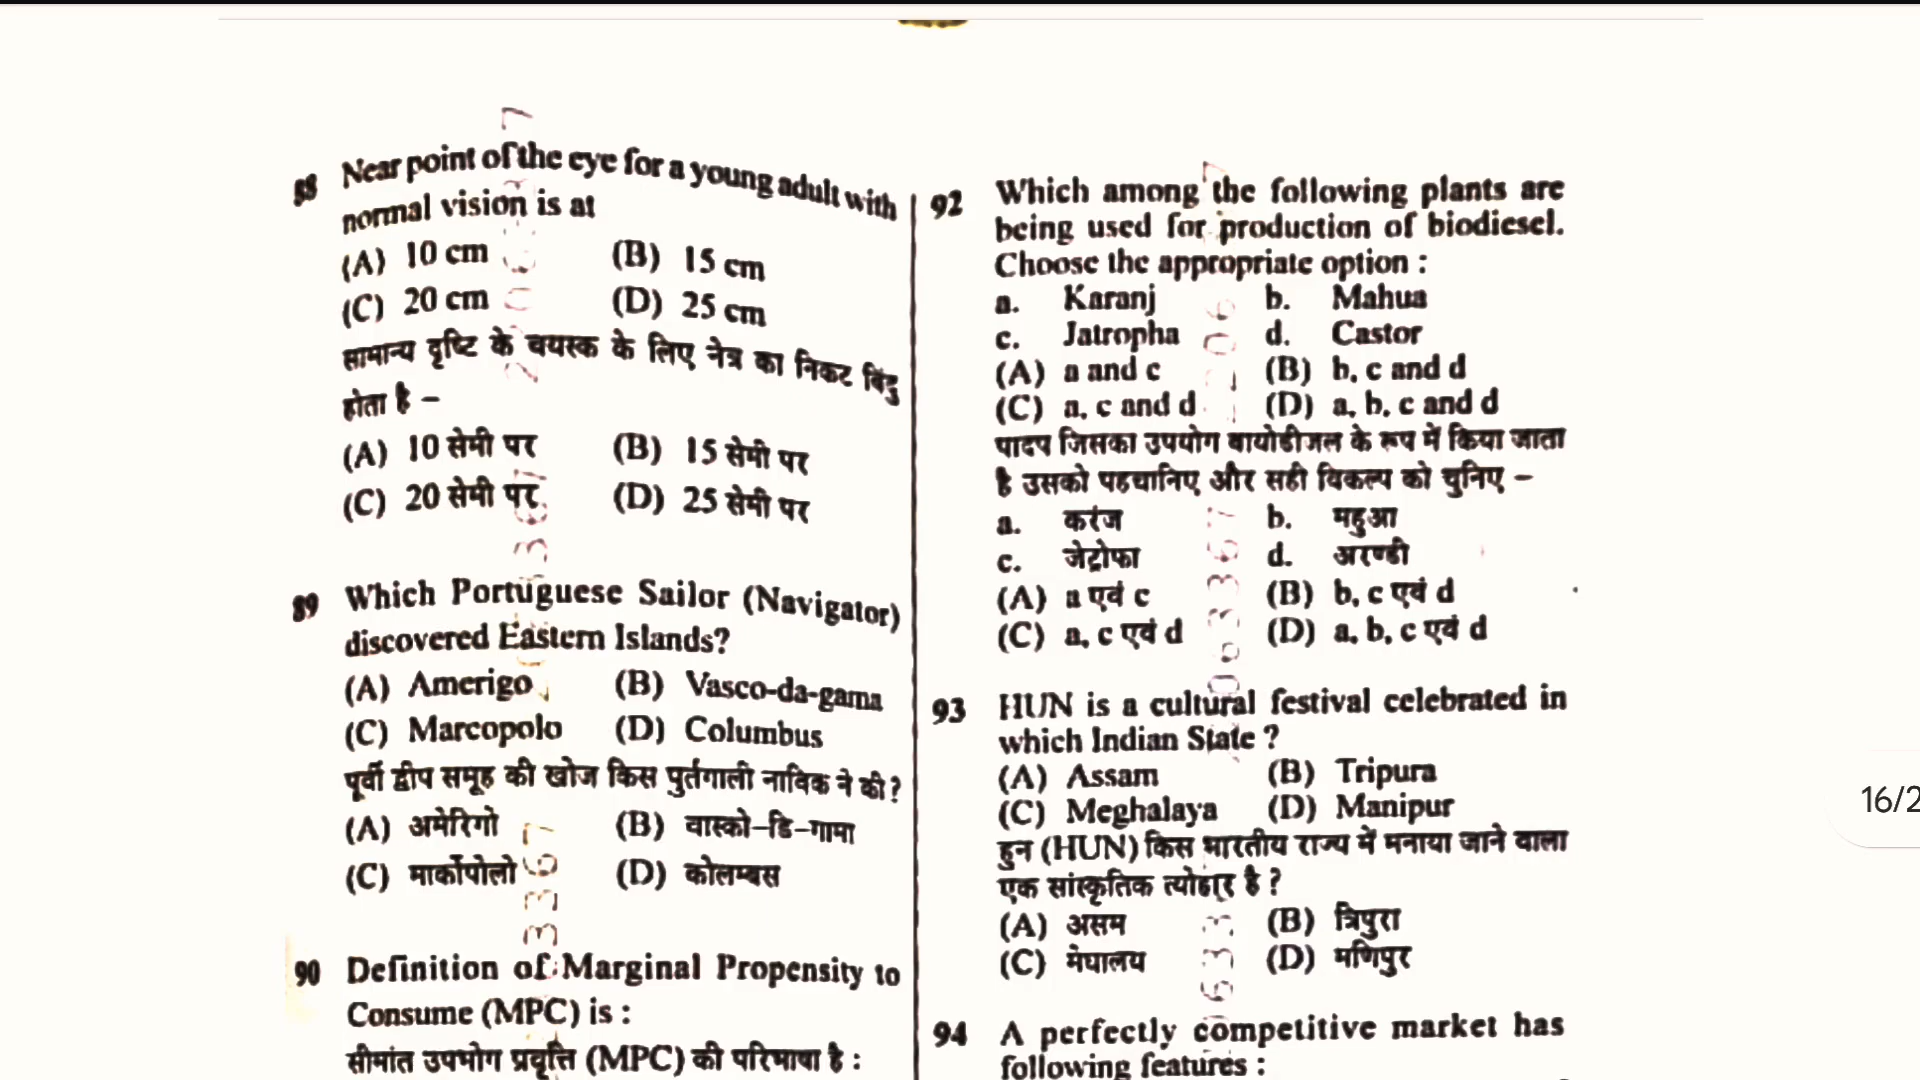 88 Near point of the eye for a young adult with
normal vision is at
(A) 10 cm (B) 15 cm
(C) 20 cm (D) 25 cm
सामान्य दृष्टि के वयस्क के लिए नेत्र का निकट बिंदु
होता है –
(A) 10 सेमी पर (B) 15 सेमी पर
(C) 20 सेमी पर (D) 25 सेमी पर
89 Which Portuguese Sailor (Navigator)
discovered Eastern Islands?
(A) Amerigo (B) Vasco-da-gama
(C) Marcopolo (D) Columbus
पूर्वी द्वीप समूह की खोज किस पुर्तगाली नाविक ने की?
(A) अमेरिगो (B) वास्को–डि–गामा
(C) मार्कोपोलो (D) कोलम्बस
90 Definition of Marginal Propensity to
Consume (MPC) is :
सीमांत उपभोग प्रवृत्ति (MPC) की परिभाषा है :
92 Which among the following plants are
being used for production of biodiesel.
Choose the appropriate option :
a. Karanj b. Mahua
c. Jatropha d. Castor
(A) a and c (B) b, c and d
(C) a, c and d (D) a, b, c and d
पादप जिसका उपयोग बायोडीजल के रूप में किया जाता
है उसको पहचानिए और सही विकल्प को चुनिए –
a. करंज b. महुआ
c. जेट्रोफा d. अरण्डी
(A) a एवं c (B) b, c एवं d
(C) a, c एवं d (D) a, b, c एवं d
93 HUN is a cultural festival celebrated in
which Indian State ?
(A) Assam (B) Tripura
(C) Meghalaya (D) Manipur
हुन (HUN) किस भारतीय राज्य में मनाया जाने वाला
एक सांस्कृतिक त्योहार है ?
(A) असम (B) त्रिपुरा
(C) मेघालय (D) मणिपुर
94 A perfectly competitive market has
following features :
16/2